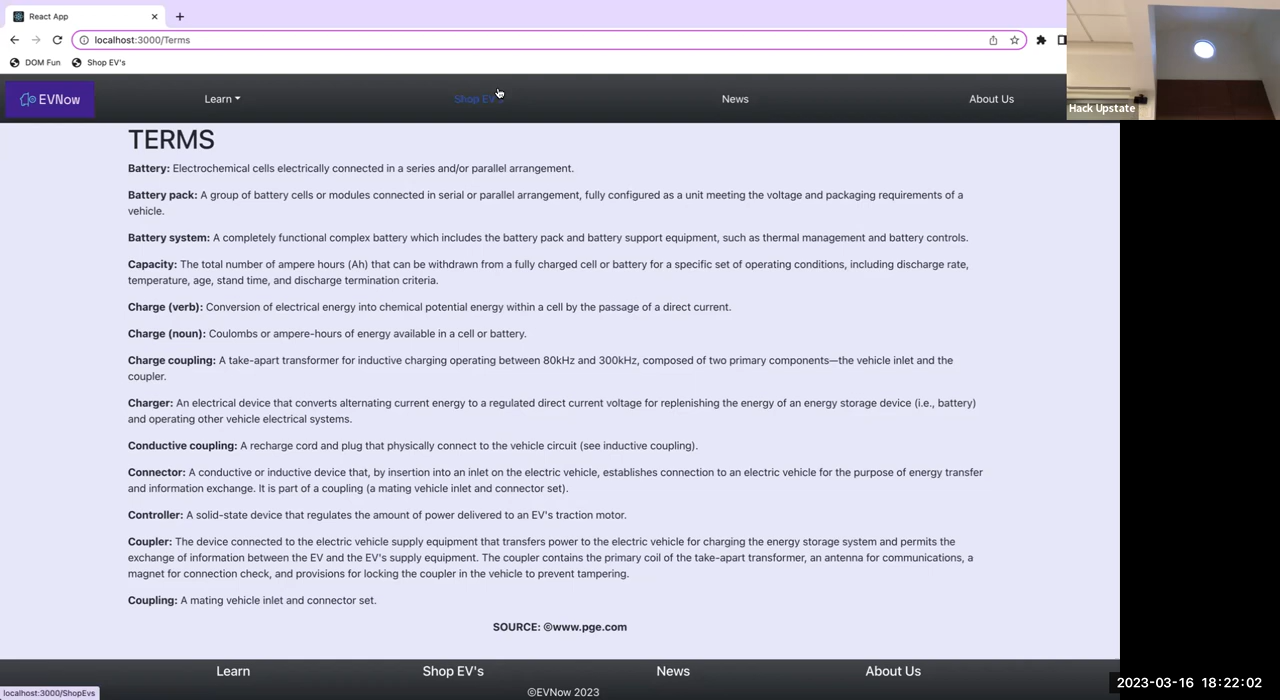 React App
localhost:3000/Terms
DOM Fun
Shop EV's
Hack Upstate
EVNow
Learn
Shop EV
News
About Us
TERMS
Battery: Electrochemical cells electrically connected in a series and/or parallel arrangement.
Battery pack: A group of battery cells or modules connected in serial or parallel arrangement, fully configured as a unit meeting the voltage and packaging requirements of a
vehicle.
Battery system: A completely functional complex battery which includes the battery pack and battery support equipment, such as thermal management and battery controls.
Capacity: The total number of ampere hours (Ah) that can be withdrawn from a fully charged cell or battery for a specific set of operating conditions, including discharge rate,
temperature, age, stand time, and discharge termination criteria.
Charge (verb): Conversion of electrical energy into chemical potential energy within a cell by the passage of a direct current.
Charge (noun): Coulombs or ampere-hours of energy available in a cell or battery.
Charge coupling: A take-apart transformer for inductive charging operating between 80kHz and 300kHz, composed of two primary components—the vehicle inlet and the
coupler.
Charger: An electrical device that converts alternating current energy to a regulated direct current voltage for replenishing the energy of an energy storage device (i.e., battery)
and operating other vehicle electrical systems.
Conductive coupling: A recharge cord and plug that physically connect to the vehicle circuit (see inductive coupling).
Connector: A conductive or inductive device that, by insertion into an inlet on the electric vehicle, establishes connection to an electric vehicle for the purpose of energy transfer
and information exchange. It is part of a coupling (a mating vehicle inlet and connector set).
Controller: A solid-state device that regulates the amount of power delivered to an EV's traction motor.
Coupler: The device connected to the electric vehicle supply equipment that transfers power to the electric vehicle for charging the energy storage system and permits the
exchange of information between the EV and the EV's supply equipment. The coupler contains the primary coil of the take-apart transformer, an antenna for communications, a
magnet for connection check, and provisions for locking the coupler in the vehicle to prevent tampering.
Coupling: A mating vehicle inlet and connector set.
SOURCE: ©www.pge.com
Learn
Shop EV's
News
About Us
©EVNow 2023
localhost:3000/ShopEvs
2023-03-16 18:22:02